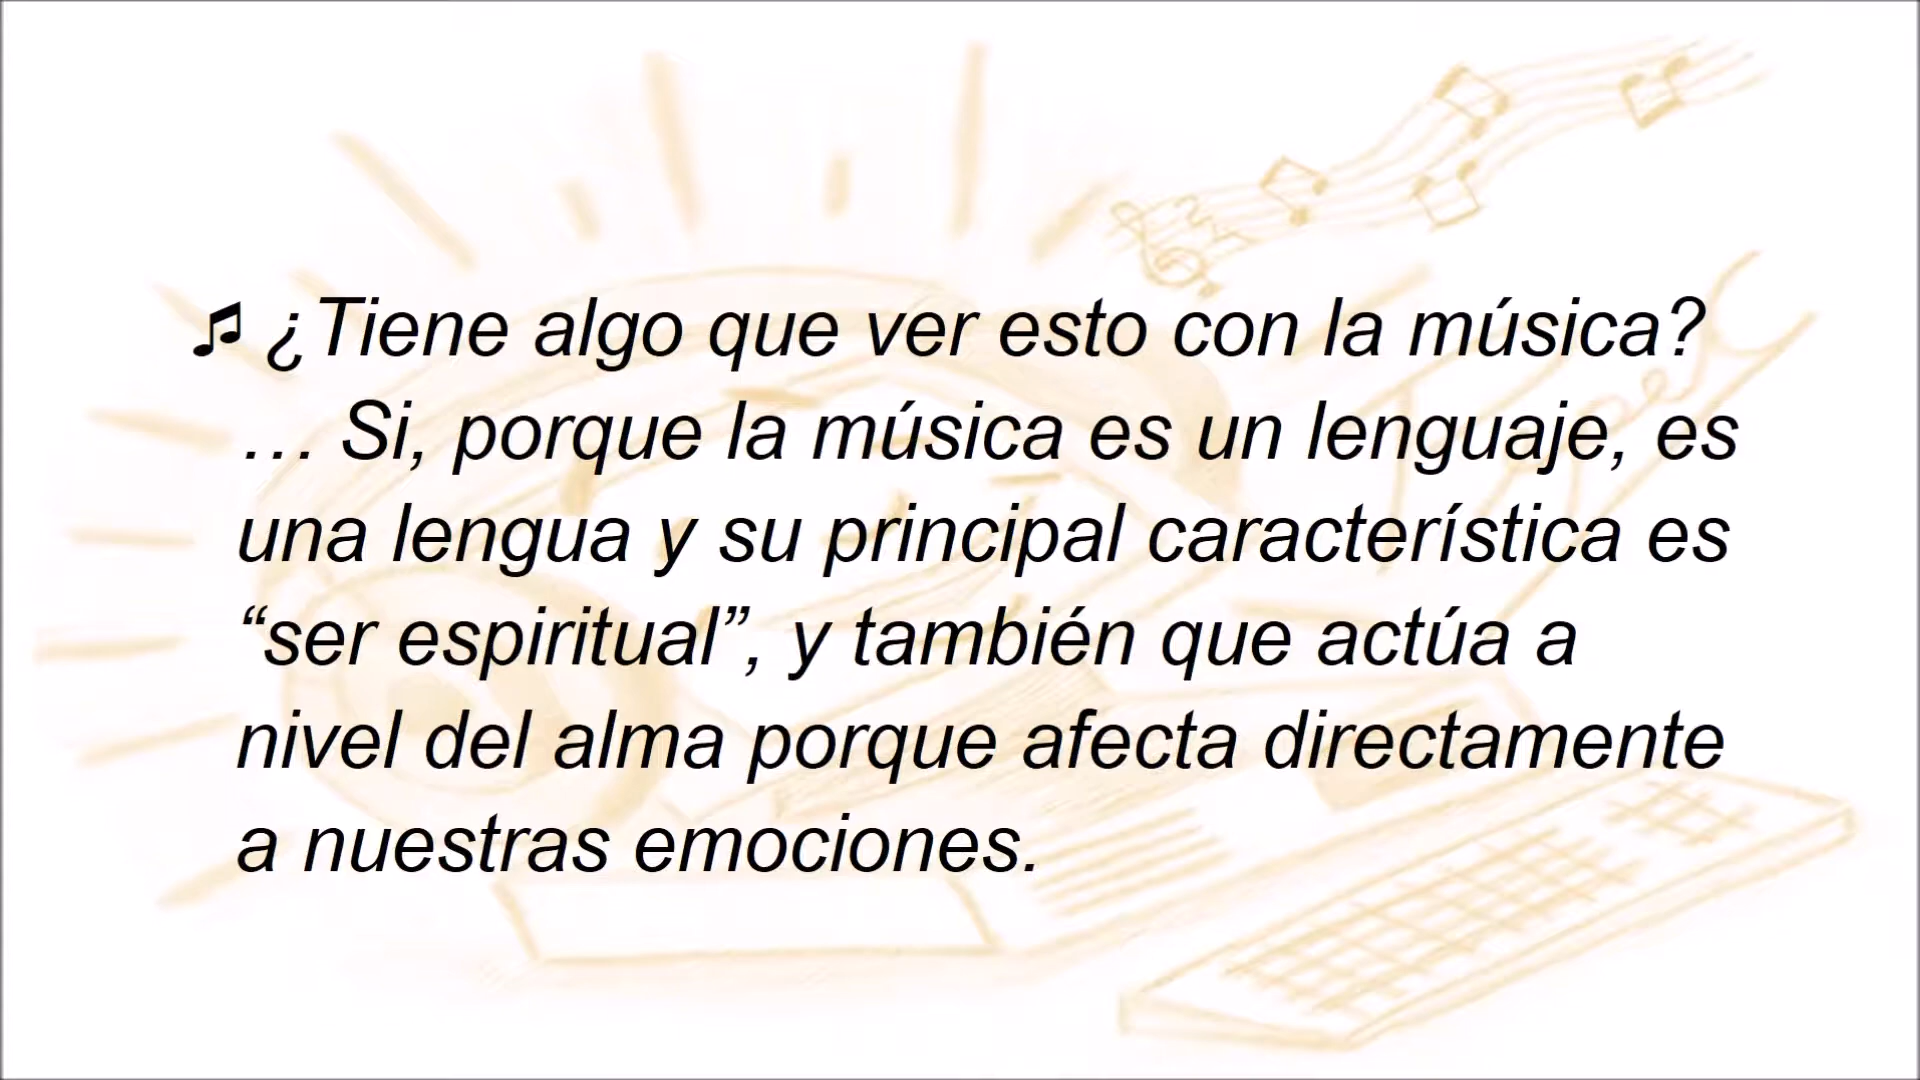 ♫ ¿Tiene algo que ver esto con la música?
… Si, porque la música es un lenguaje, es
una lengua y su principal característica es
“ser espiritual”, y también que actúa a
nivel del alma porque afecta directamente
a nuestras emociones.